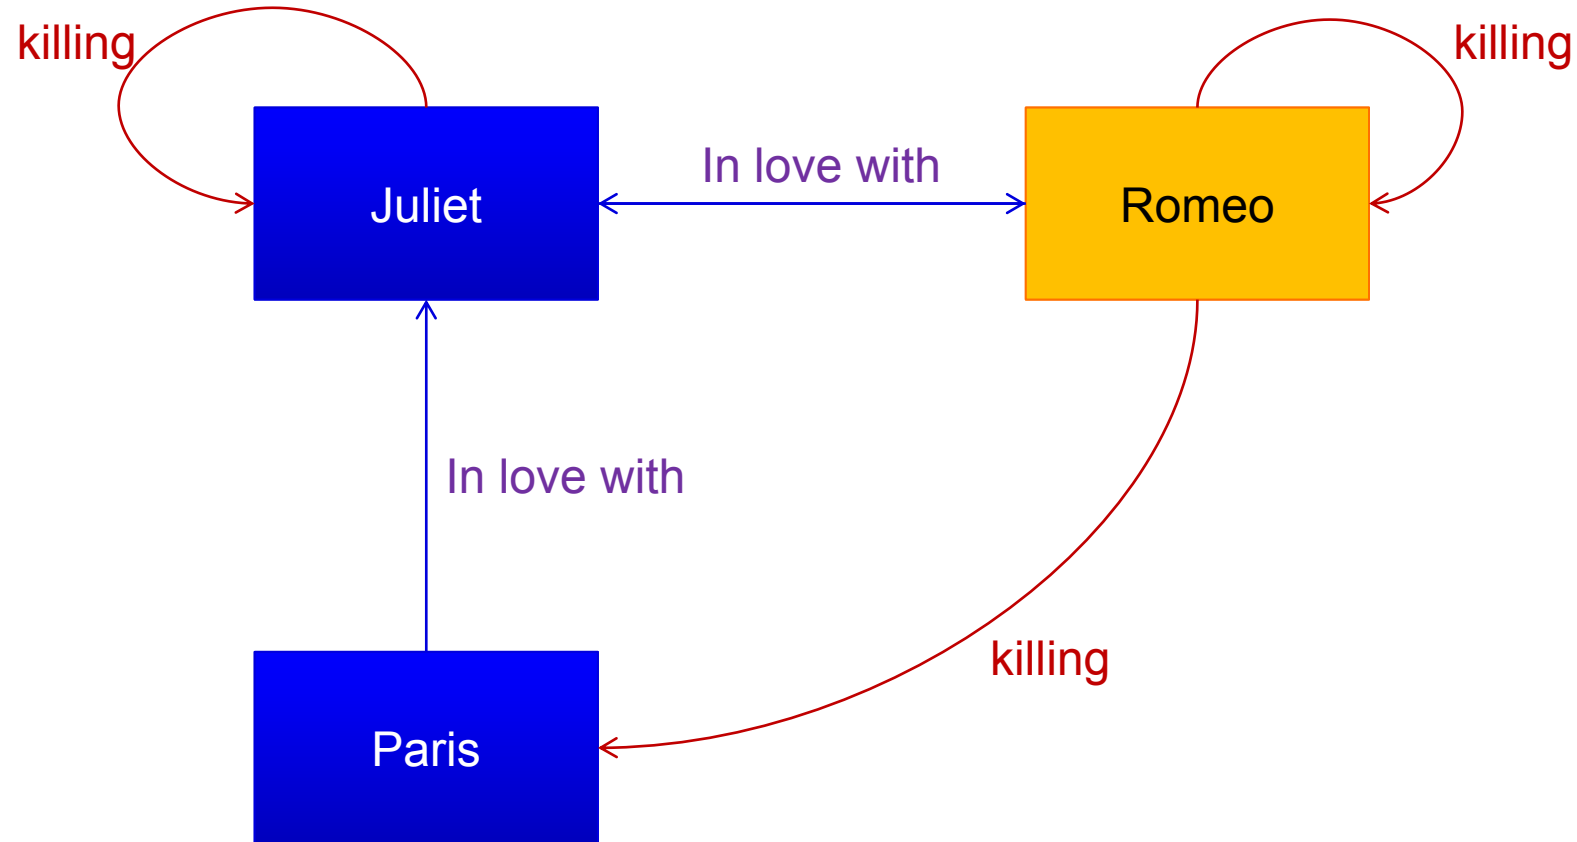 killing
killing
In love with
Juliet
Romeo
In love with
killing
Paris